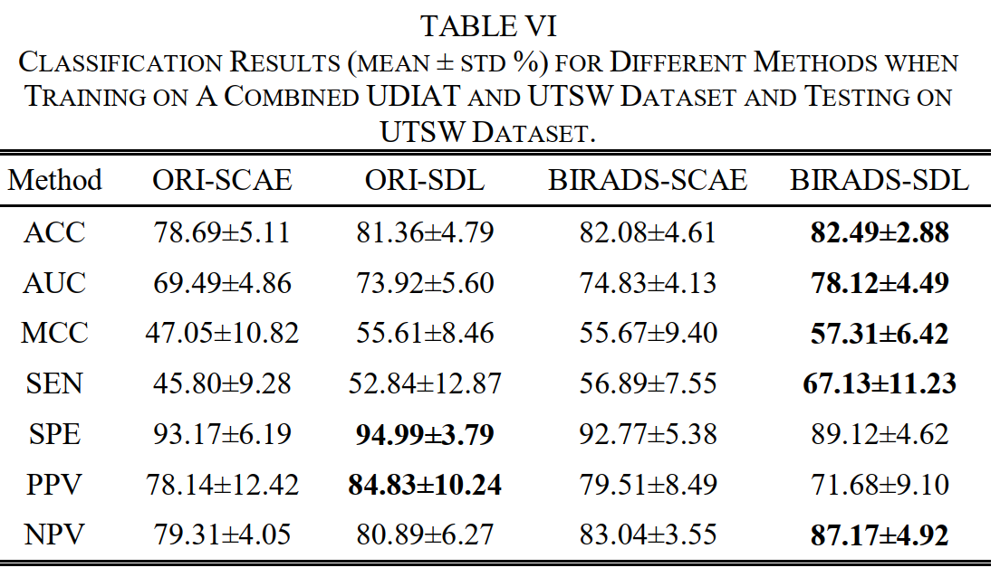 TABLE VI
CLASSIFICATION RESULTS (MEAN ± STD %) FOR DIFFERENT METHODS WHEN
TRAINING ON A COMBINED UDIAT AND UTSW DATASET AND TESTING ON
UTSW DATASET.
Method ORI-SCAE ORI-SDL BIRADS-SCAE BIRADS-SDL
ACC 78.69±5.11 81.36±4.79 82.08±4.61 82.49±2.88
AUC 69.49±4.86 73.92±5.60 74.83±4.13 78.12±4.49
MCC 47.05±10.82 55.61±8.46 55.67±9.40 57.31±6.42
SEN 45.80±9.28 52.84±12.87 56.89±7.55 67.13±11.23
SPE 93.17±6.19 94.99±3.79 92.77±5.38 89.12±4.62
PPV 78.14±12.42 84.83±10.24 79.51±8.49 71.68±9.10
NPV 79.31±4.05 80.89±6.27 83.04±3.55 87.17±4.92